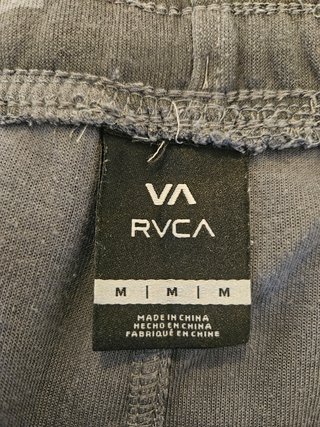 VA
RVCA
M | M | M
MADE IN CHINA
HECHO EN CHINA
FABRIQUÉ EN CHINE